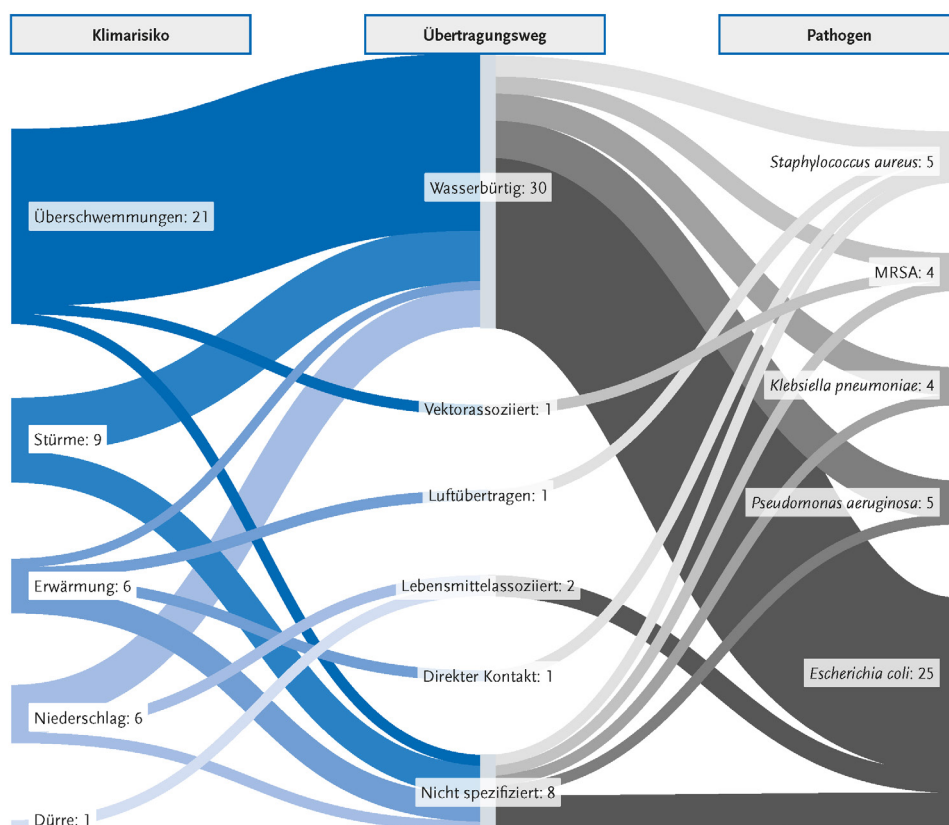 Klimarisiko
Übertragungsweg
Pathogen
Überschwemmungen: 21
Stürme: 9
Erwärmung: 6
Niederschlag: 6
Dürre: 1
Wasserbürtig: 30
Vektorassoziiert: 1
Luftübertragen: 1
Lebensmittelassoziiert: 2
Direkter Kontakt: 1
Nicht spezifiziert: 8
Staphylococcus aureus: 5
MRSA: 4
Klebsiella pneumoniae: 4
Pseudomonas aeruginosa: 5
Escherichia coli: 25